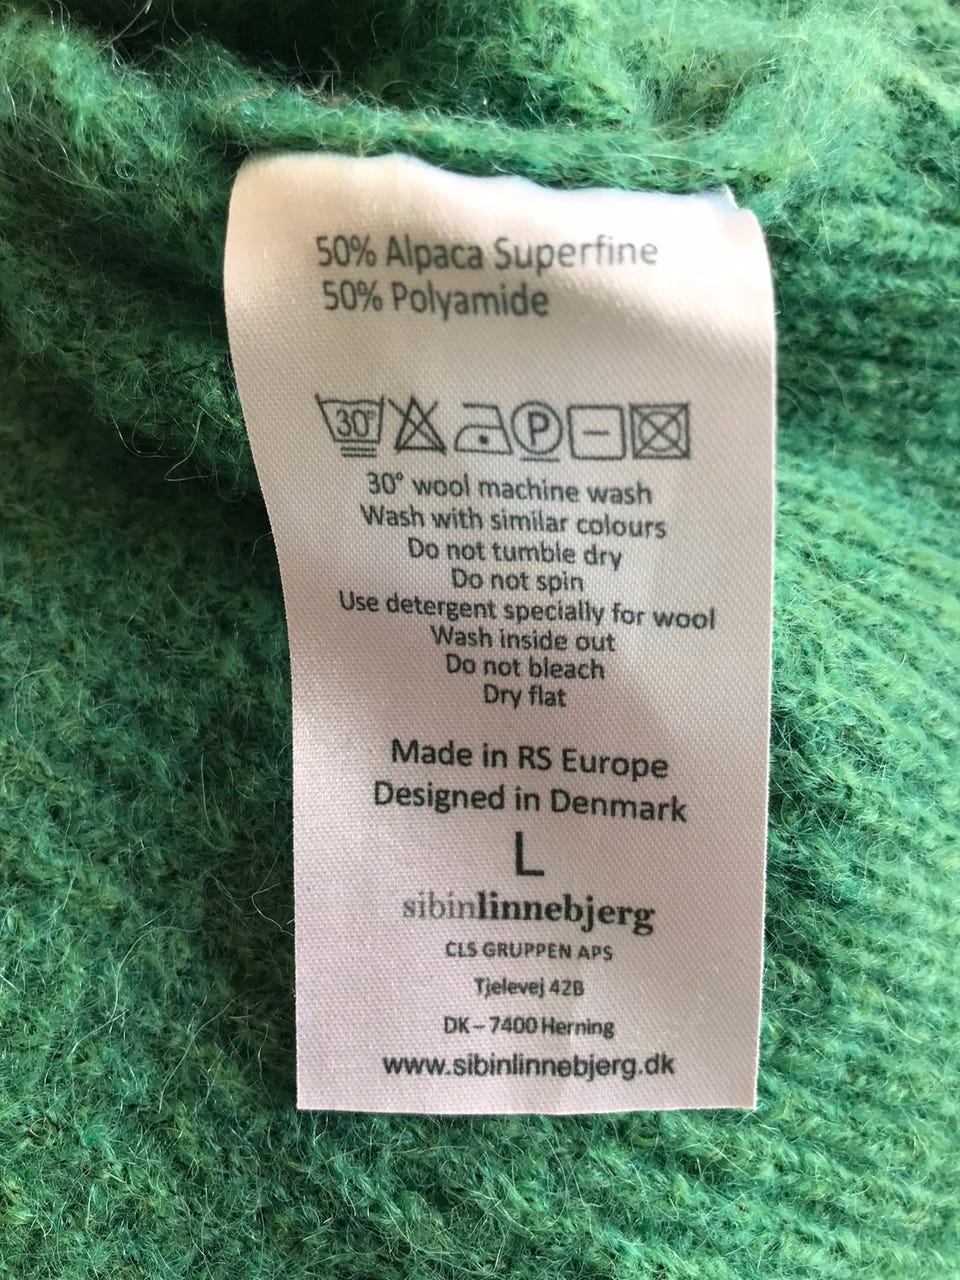 50% Alpaca Superfine
50% Polyamide
30° P
30° wool machine wash
Wash with similar colours
Do not tumble dry
Do not spin
Use detergent specially for wool
Wash inside out
Do not bleach
Dry flat
Made in RS Europe
Designed in Denmark
L
sibinlinnebjerg
CLS GRUPPEN APS
Tjelevej 42B
DK – 7400 Herning
www.sibinlinnebjerg.dk